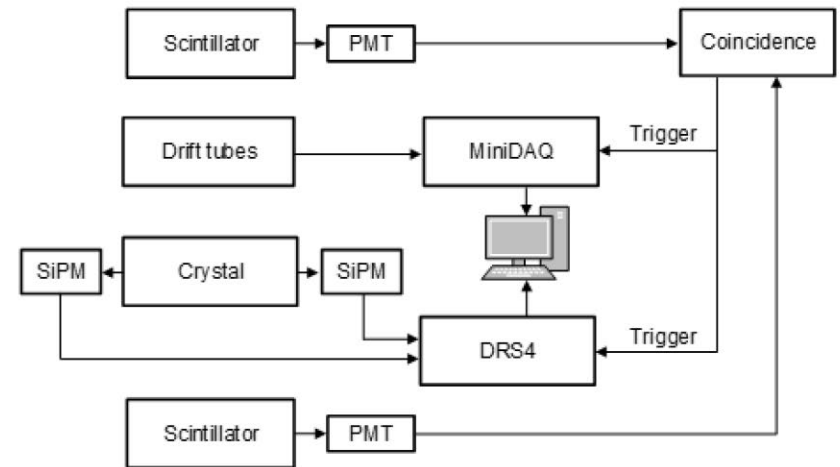 Scintillator
PMT
Coincidence
Drift tubes
MiniDAQ
Trigger
SiPM
Crystal
SiPM
DRS4
Trigger
Scintillator
PMT